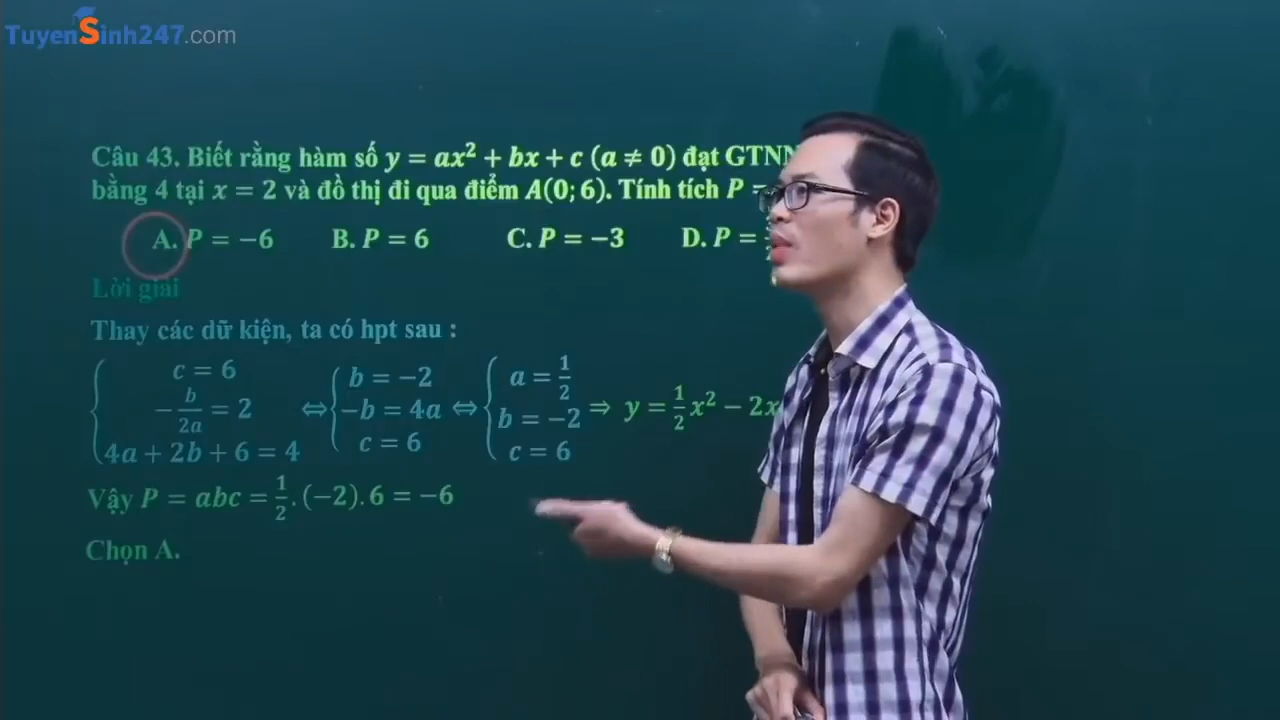 TuyenSinh247.com
Câu 43. Biết rằng hàm số y = ax² + bx + c (a ≠ 0) đạt GTNN
bằng 4 tại x = 2 và đồ thị đi qua điểm A(0; 6). Tính tích P =
A. P = −6 B. P = 6 C. P = −3 D. P =
Lời giải
Thay các dữ kiện, ta có hpt sau :
{ c = 6; −b/2a = 2; 4a + 2b + 6 = 4 ⇔ { b = −2; −b = 4a; c = 6 ⇔ { a = 1/2; b = −2; c = 6 ⇒ y = 1/2 x² − 2x
Vậy P = abc = 1/2 . (−2). 6 = −6
Chọn A.